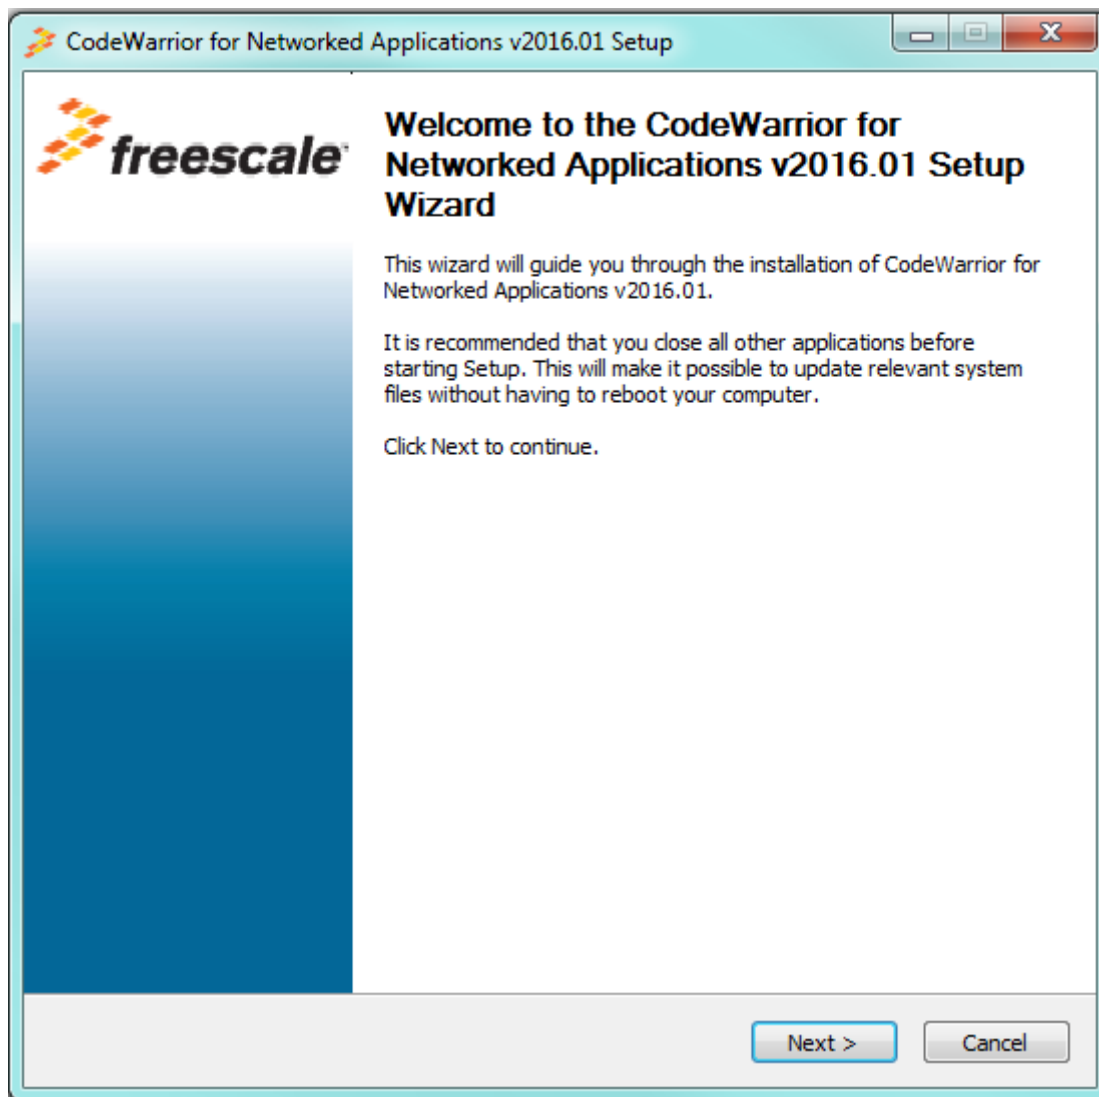 CodeWarrior for Networked Applications v2016.01 Setup
freescale™
Welcome to the CodeWarrior for
Networked Applications v2016.01 Setup
Wizard
This wizard will guide you through the installation of CodeWarrior for
Networked Applications v2016.01.
It is recommended that you close all other applications before
starting Setup. This will make it possible to update relevant system
files without having to reboot your computer.
Click Next to continue.
Next >
Cancel